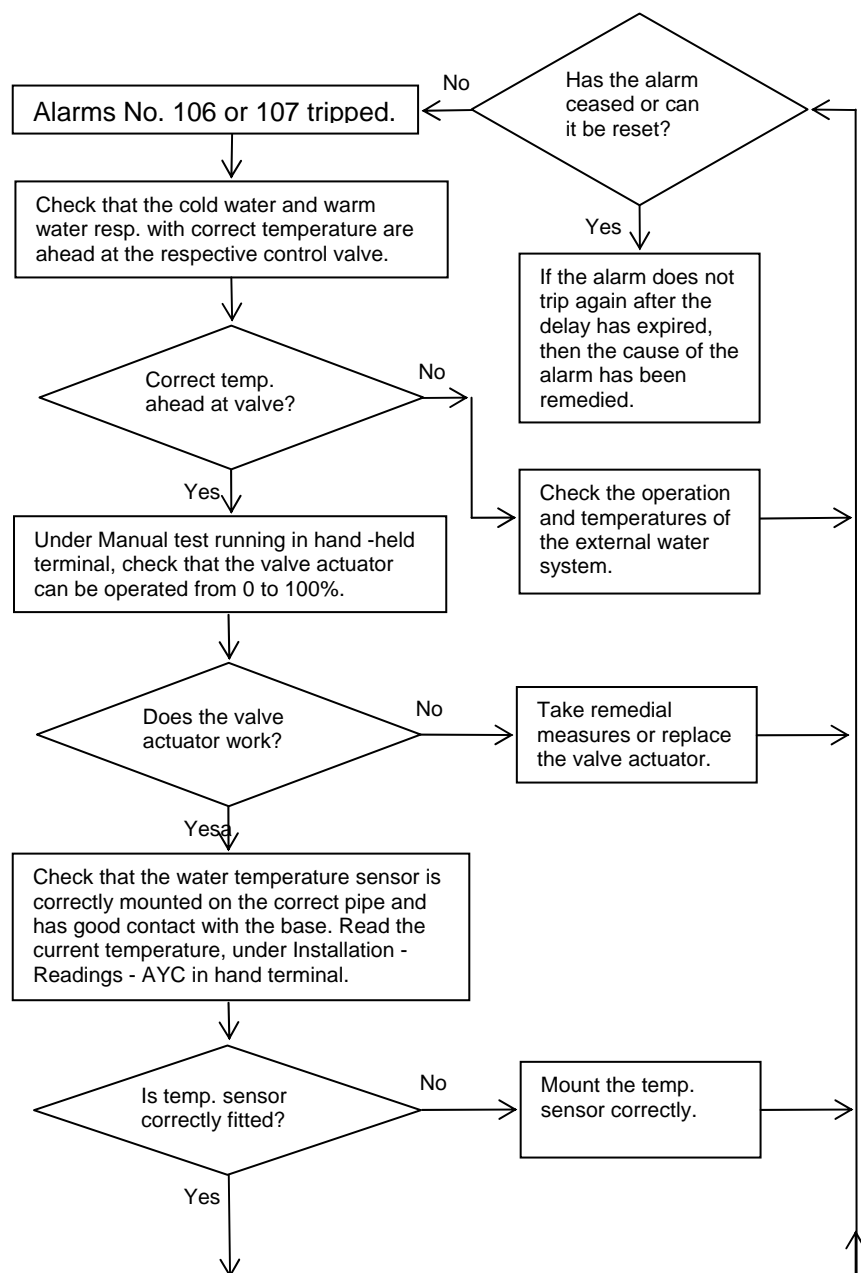 No
Has the alarm
ceased or can
it be reset?
Alarms No. 106 or 107 tripped.
Check that the cold water and warm
water resp. with correct temperature are
ahead at the respective control valve.
Yes
If the alarm does not
trip again after the
delay has expired,
then the cause of the
alarm has been
remedied.
Correct temp.
ahead at valve?
No
Yes
Check the operation
and temperatures of
the external water
system.
Under Manual test running in hand -held
terminal, check that the valve actuator
can be operated from 0 to 100%.
Does the valve
actuator work?
No
Take remedial
measures or replace
the valve actuator.
Yesa
Check that the water temperature sensor is
correctly mounted on the correct pipe and
has good contact with the base. Read the
current temperature, under Installation -
Readings - AYC in hand terminal.
Is temp. sensor
correctly fitted?
No
Mount the temp.
sensor correctly.
Yes